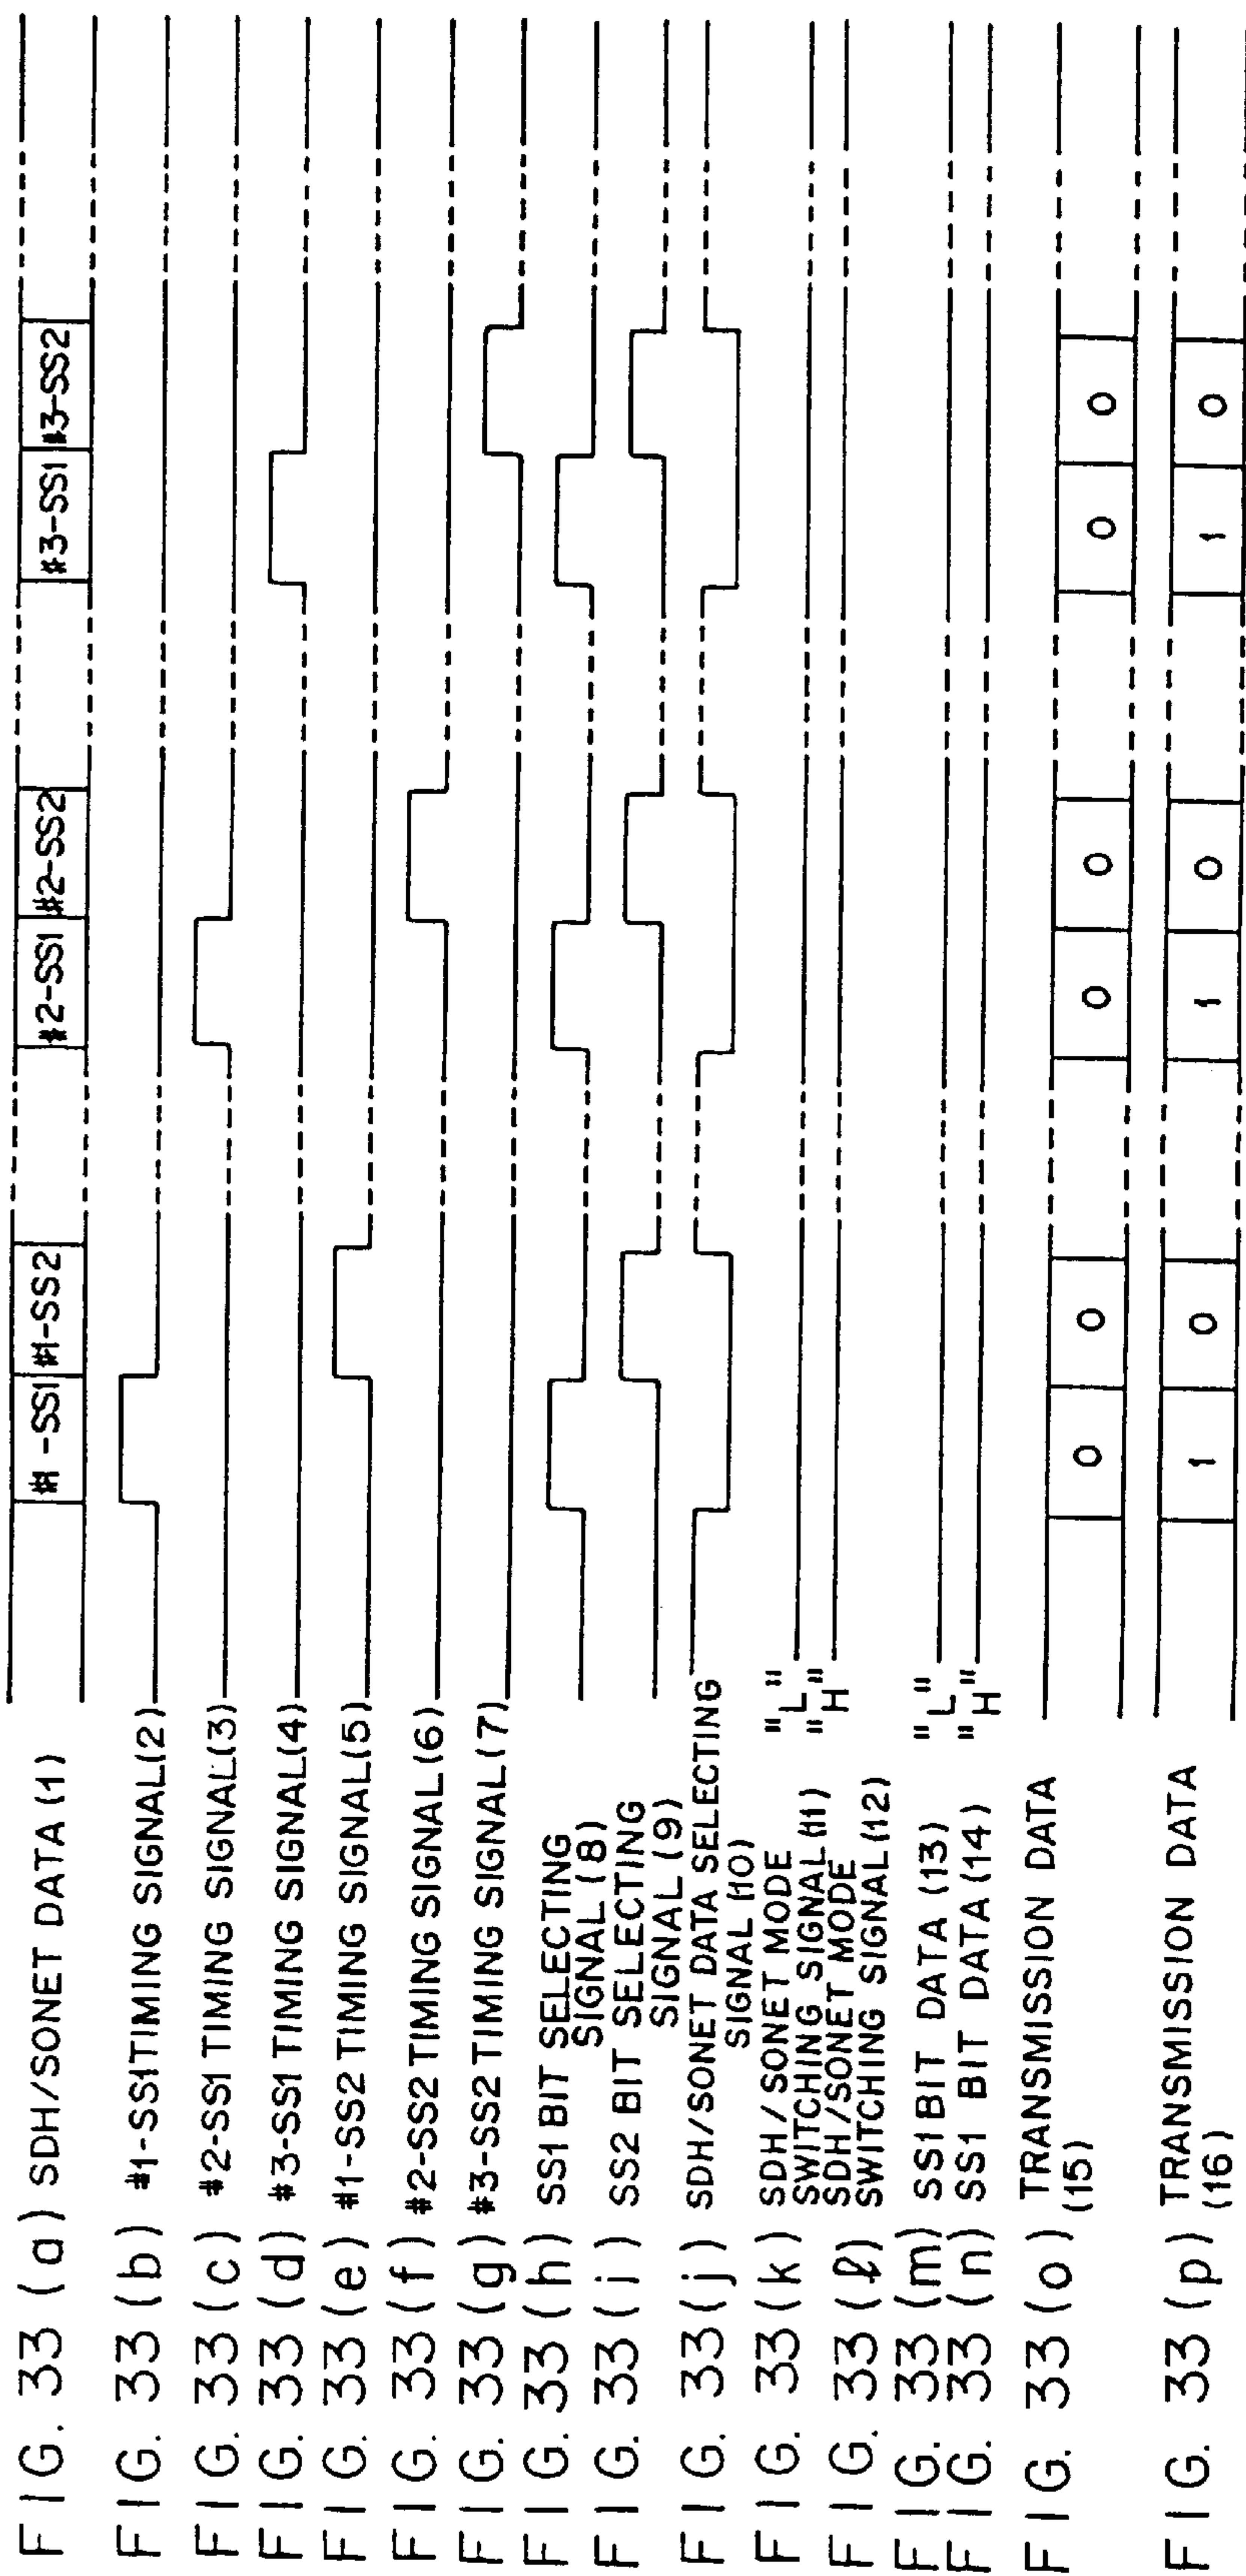 FIG. 33 (a) SDH/SONET DATA (1)
# -SS1 #1-SS2 #2-SS1 #2-SS2 #3-SS1 #3-SS2
FIG. 33 (b) #1-SS1TIMING SIGNAL(2)
FIG. 33 (c) #2-SS1 TIMING SIGNAL(3)
FIG. 33 (d) #3-SS1 TIMING SIGNAL(4)
FIG. 33 (e) #1-SS2 TIMING SIGNAL(5)
FIG. 33 (f) #2-SS2 TIMING SIGNAL(6)
FIG. 33 (g) #3-SS2 TIMING SIGNAL(7)
FIG. 33 (h) SS1 BIT SELECTING
SIGNAL (8)
FIG. 33 (i) SS2 BIT SELECTING
SIGNAL (9)
FIG. 33 (j) SDH/SONET DATA SELECTING
SIGNAL (10)
FIG. 33 (k) SDH/SONET MODE "L"
SWITCHING SIGNAL (11)
FIG. 33 (ℓ) SDH/SONET MODE "H"
SWITCHING SIGNAL (12)
FIG. 33 (m) SS1 BIT DATA (13) "L"
FIG. 33 (n) SS1 BIT DATA (14) "H"
FIG. 33 (o) TRANSMISSION DATA
(15)
0 0 0 0 0 0
FIG. 33 (p) TRANSMISSION DATA
(16)
1 0 1 0 1 0